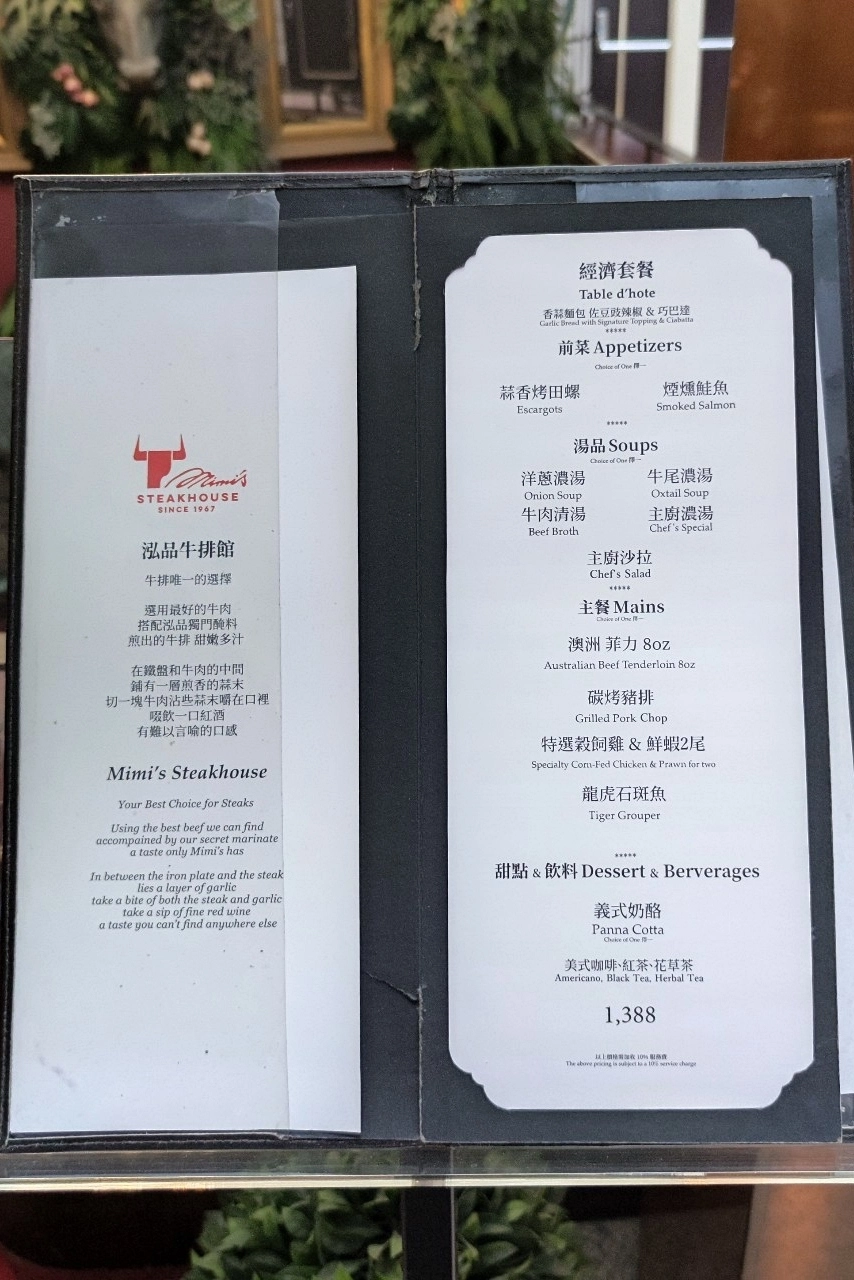 Mimi's
STEAKHOUSE
SINCE 1967
泓品牛排館
牛排唯一的選擇
選用最好的牛肉
搭配泓品獨門醃料
煎出的牛排 甜嫩多汁
在鐵盤和牛肉的中間
鋪有一層煎香的蒜末
切一塊牛肉沾些蒜末嚼在口裡
啜飲一口紅酒
有難以言喻的口感
Mimi's Steakhouse
Your Best Choice for Steaks
Using the best beef we can find
accompained by our secret marinate
a taste only Mimi's has
In between the iron plate and the steak
lies a layer of garlic
take a bite of both the steak and garlic
take a sip of fine red wine
a taste you can't find anywhere else
經濟套餐
Table d'hote
香蒜麵包 佐豆豉辣椒 & 巧巴達
Garlic Bread with Signature Topping & Ciabatta
*****
前菜 Appetizers
Choice of One 擇一
蒜香烤田螺 煙燻鮭魚
Escargots Smoked Salmon
*****
湯品 Soups
Choice of One 擇一
洋蔥濃湯 牛尾濃湯
Onion Soup Oxtail Soup
牛肉清湯 主廚濃湯
Beef Broth Chef's Special
主廚沙拉
Chef's Salad
*****
主餐 Mains
Choice of One 擇一
澳洲 菲力 8oz
Australian Beef Tenderloin 8oz
碳烤豬排
Grilled Pork Chop
特選穀飼雞 & 鮮蝦2尾
Specialty Corn-Fed Chicken & Prawn for two
龍虎石斑魚
Tiger Grouper
*****
甜點 & 飲料 Dessert & Berverages
義式奶酪
Panna Cotta
Choice of One 擇一
美式咖啡、紅茶、花草茶
Americano, Black Tea, Herbal Tea
1,388
以上價格需加收 10% 服務費
The above pricing is subject to a 10% service charge